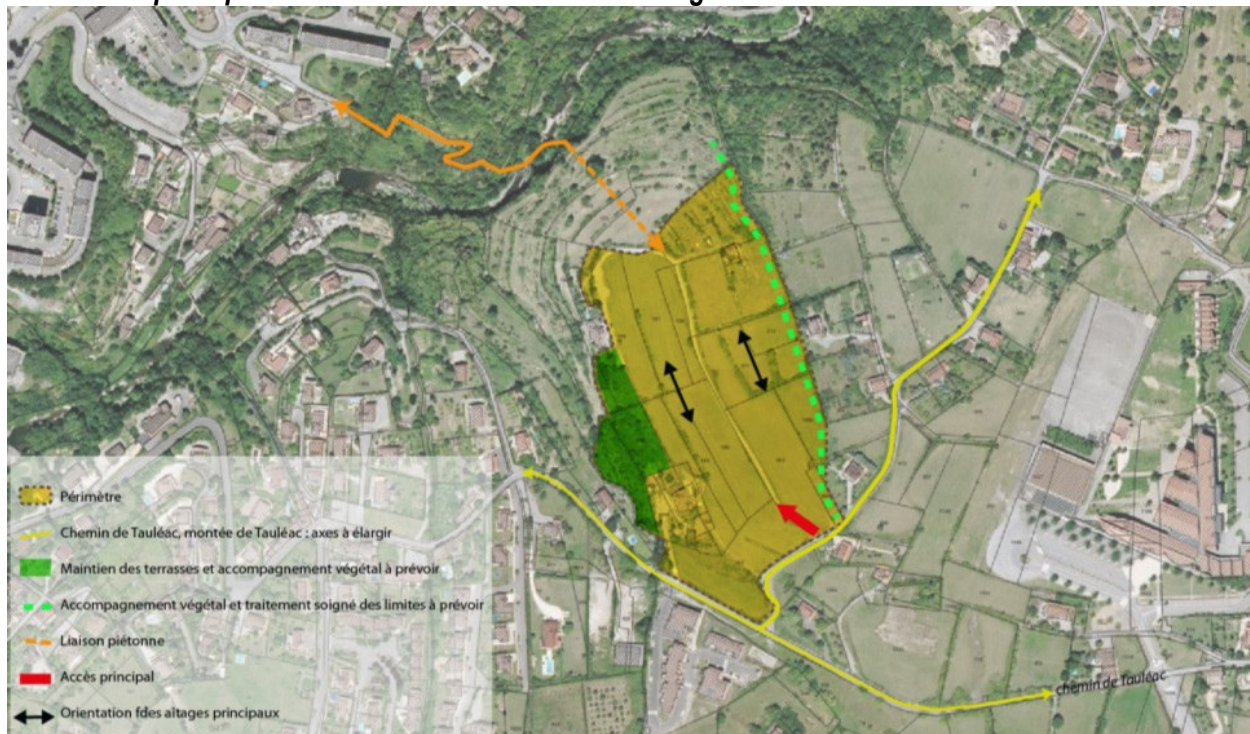 Périmètre
Chemin de Tauléac, montée de Tauléac : axes à élargir
Maintien des terrasses et accompagnement végétal à prévoir
Accompagnement végétal et traitement soigné des limites à prévoir
Liaison piétonne
Accès principal
chemin de Tauléac
Orientation fdes aîtages principaux